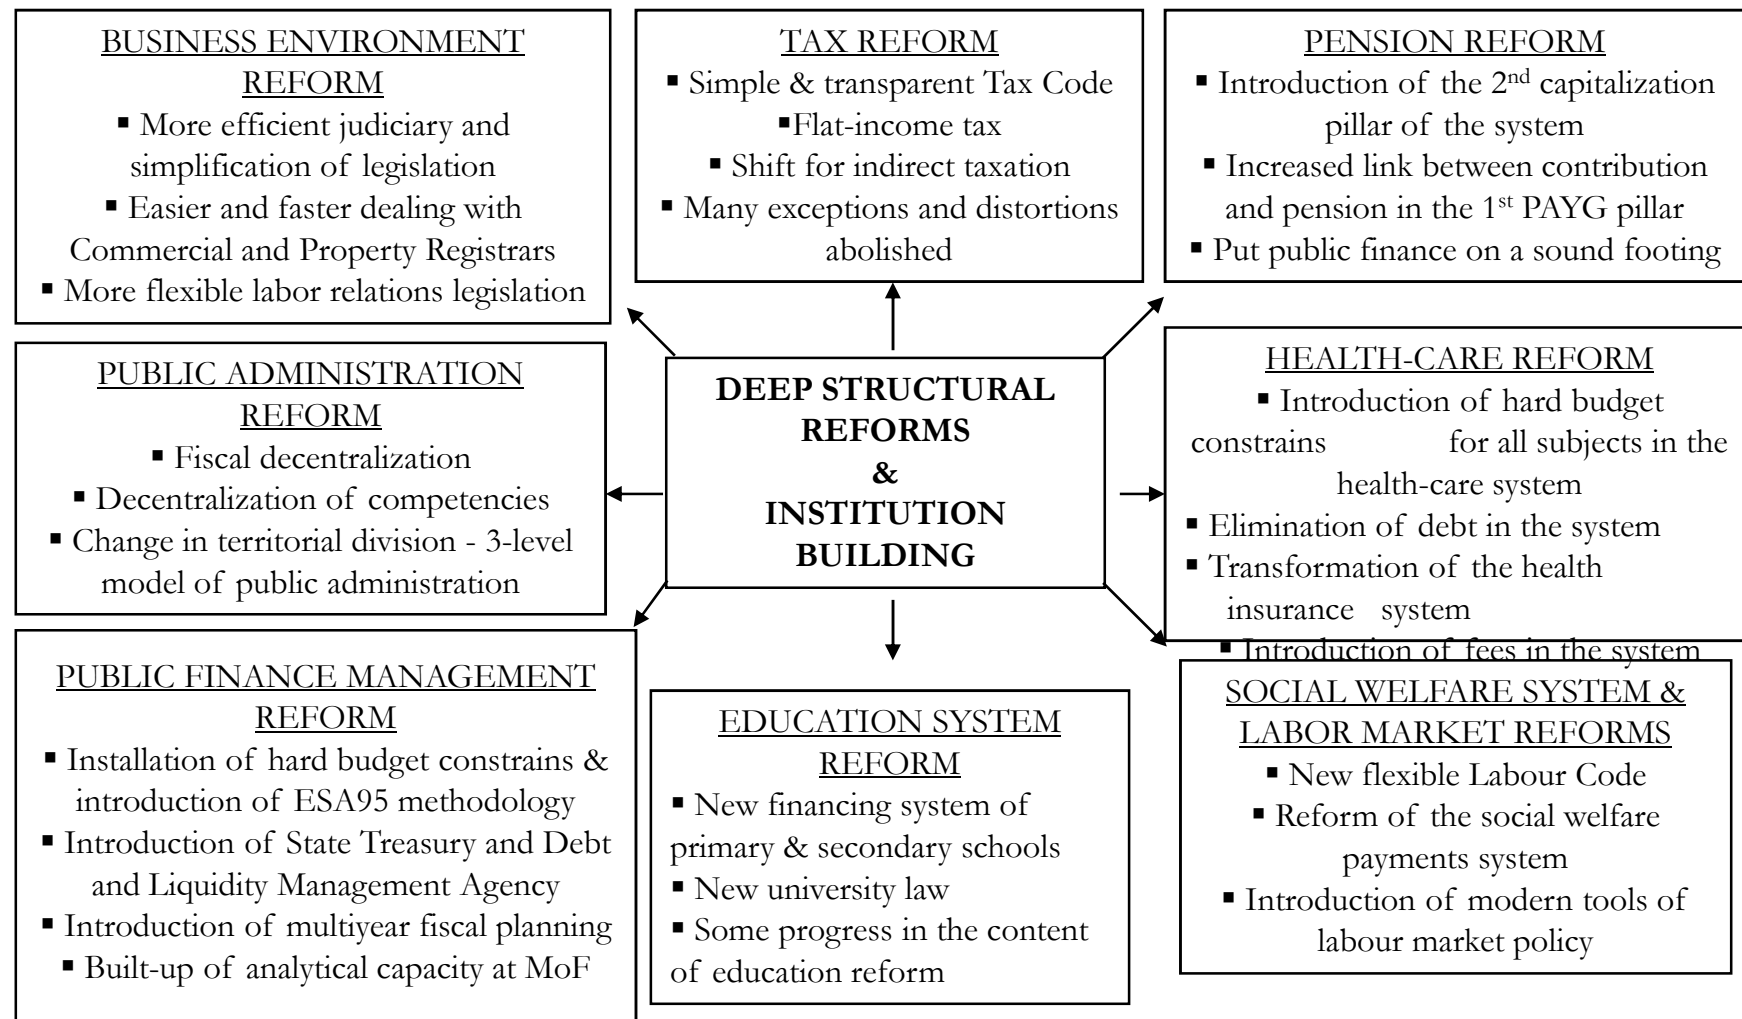 BUSINESS ENVIRONMENT
REFORM
▪ More efficient judiciary and
simplification of legislation
▪ Easier and faster dealing with
Commercial and Property Registrars
▪ More flexible labor relations legislation
TAX REFORM
▪ Simple & transparent Tax Code
▪Flat-income tax
▪ Shift for indirect taxation
▪ Many exceptions and distortions
abolished
PENSION REFORM
▪ Introduction of the 2nd capitalization
pillar of the system
▪ Increased link between contribution
and pension in the 1st PAYG pillar
▪ Put public finance on a sound footing
PUBLIC ADMINISTRATION
REFORM
▪ Fiscal decentralization
▪ Decentralization of competencies
▪ Change in territorial division - 3-level
model of public administration
DEEP STRUCTURAL
REFORMS
&
INSTITUTION
BUILDING
HEALTH-CARE REFORM
▪ Introduction of hard budget
constrains for all subjects in the
health-care system
▪ Elimination of debt in the system
▪ Transformation of the health
insurance system
▪ Introduction of fees in the system
PUBLIC FINANCE MANAGEMENT
REFORM
▪ Installation of hard budget constrains &
introduction of ESA95 methodology
▪ Introduction of State Treasury and Debt
and Liquidity Management Agency
▪ Introduction of multiyear fiscal planning
▪ Built-up of analytical capacity at MoF
EDUCATION SYSTEM
REFORM
▪ New financing system of
primary & secondary schools
▪ New university law
▪ Some progress in the content
of education reform
SOCIAL WELFARE SYSTEM &
LABOR MARKET REFORMS
▪ New flexible Labour Code
▪ Reform of the social welfare
payments system
▪ Introduction of modern tools of
labour market policy